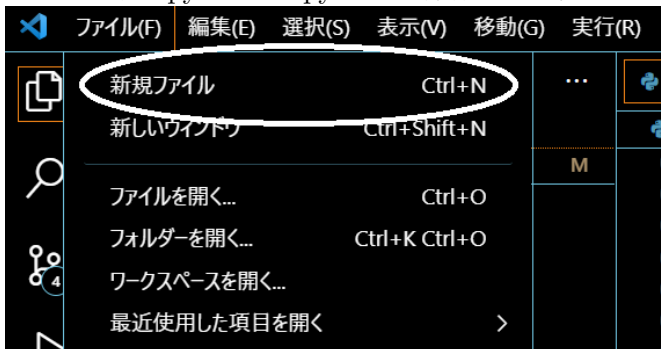 ファイル(F) 編集(E) 選択(S) 表示(V) 移動(G) 実行(R)
新規ファイル Ctrl+N
新しいウィンドウ Ctrl+Shift+N
M
ファイルを開く... Ctrl+O
フォルダーを開く... Ctrl+K Ctrl+O
4
ワークスペースを開く...
最近使用した項目を開く